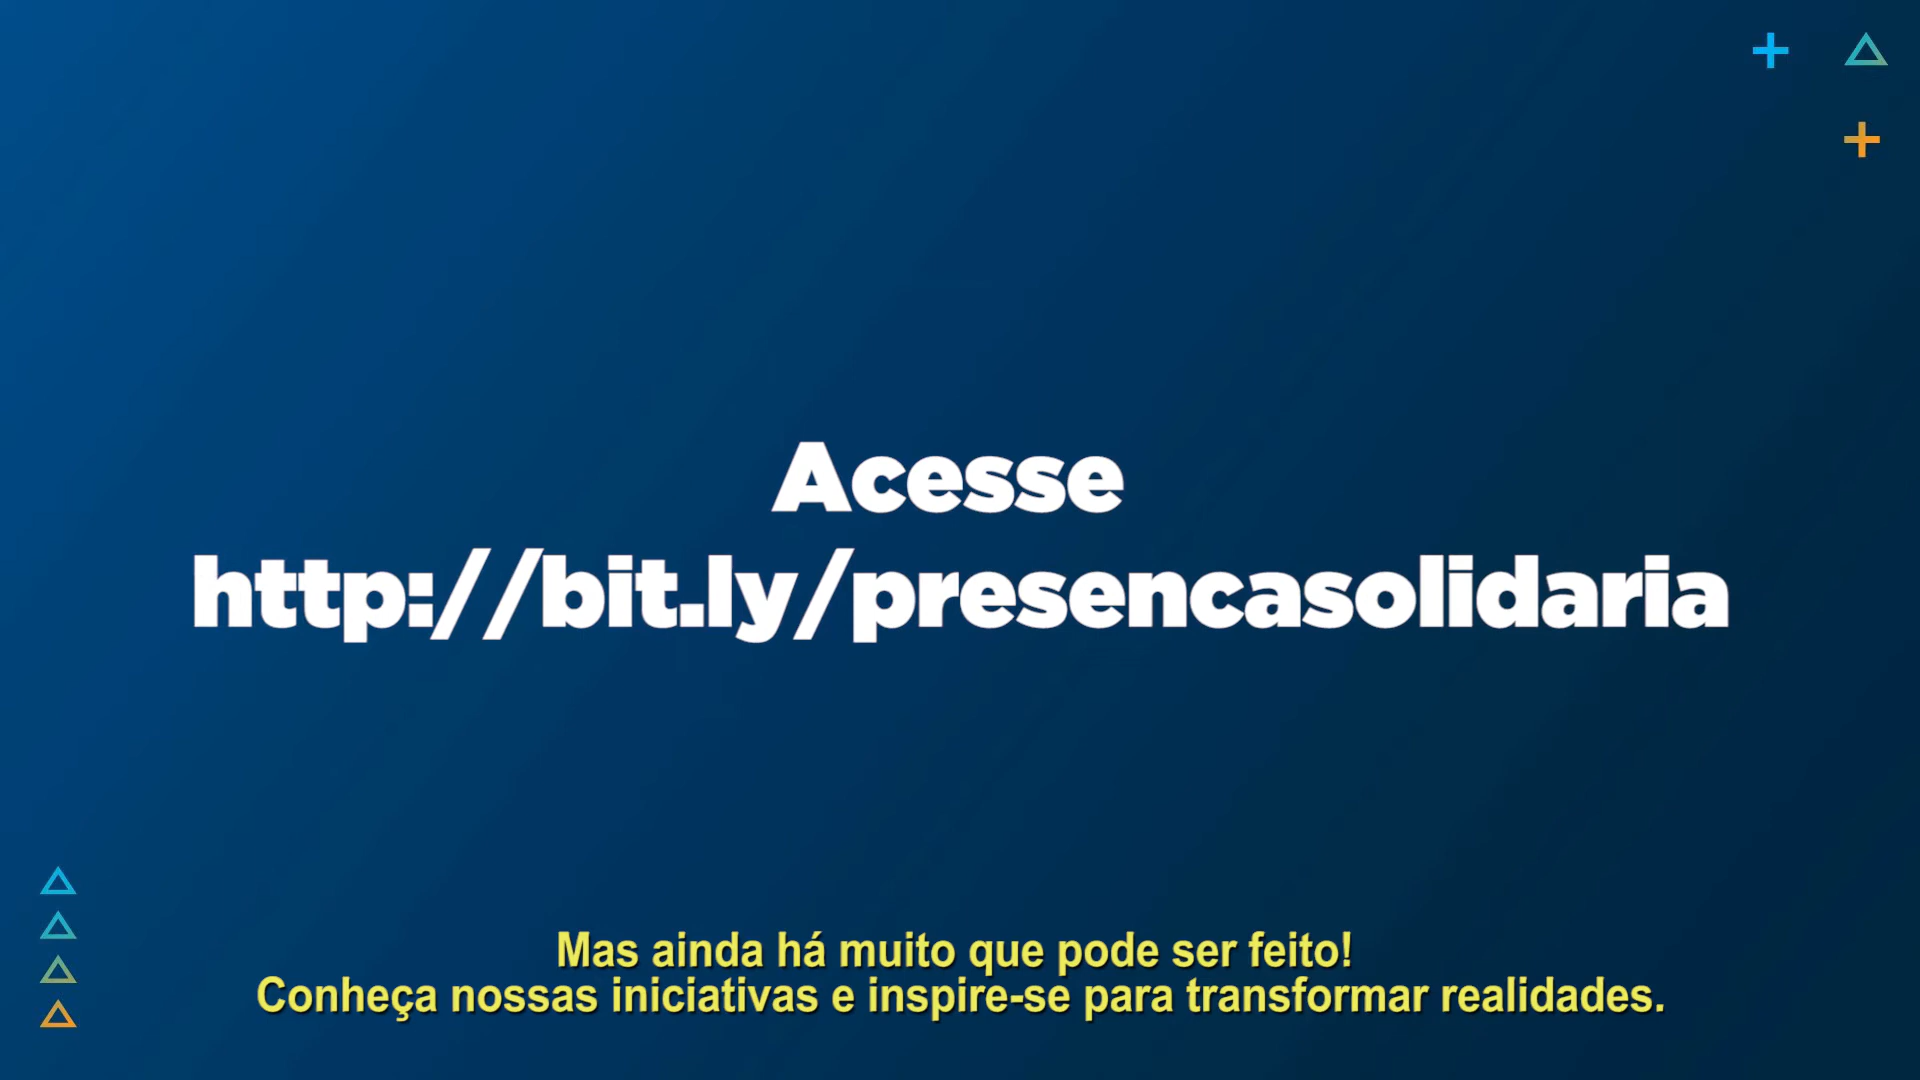 Acesse
http://bit.ly/presencasolidaria
Mas ainda há muito que pode ser feito!
Conheça nossas iniciativas e inspire-se para transformar realidades.